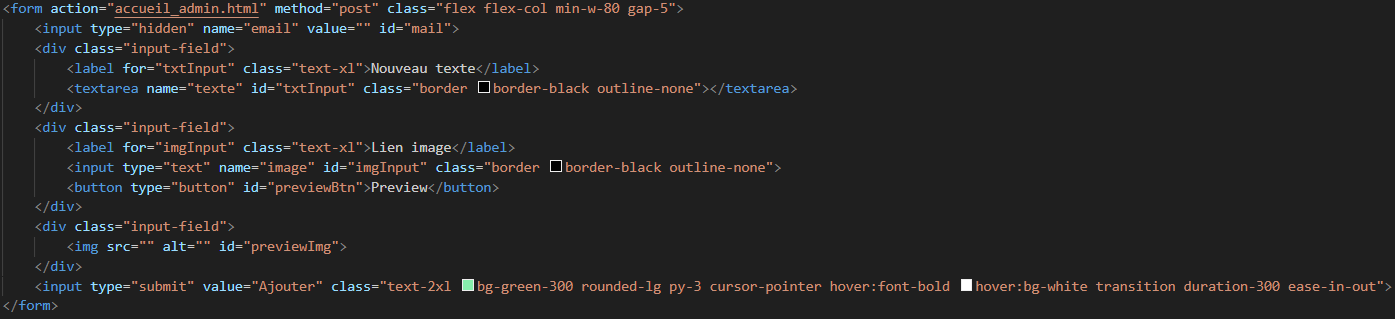 <form action="accueil_admin.html" method="post" class="flex flex-col min-w-80 gap-5">
<input type="hidden" name="email" value="" id="mail">
<div class="input-field">
<label for="txtInput" class="text-xl">Nouveau texte</label>
<textarea name="texte" id="txtInput" class="border border-black outline-none"></textarea>
</div>
<div class="input-field">
<label for="imgInput" class="text-xl">Lien image</label>
<input type="text" name="image" id="imgInput" class="border border-black outline-none">
<button type="button" id="previewBtn">Preview</button>
</div>
<div class="input-field">
<img src="" alt="" id="previewImg">
</div>
<input type="submit" value="Ajouter" class="text-2xl bg-green-300 rounded-lg py-3 cursor-pointer hover:font-bold hover:bg-white transition duration-300 ease-in-out">
</form>